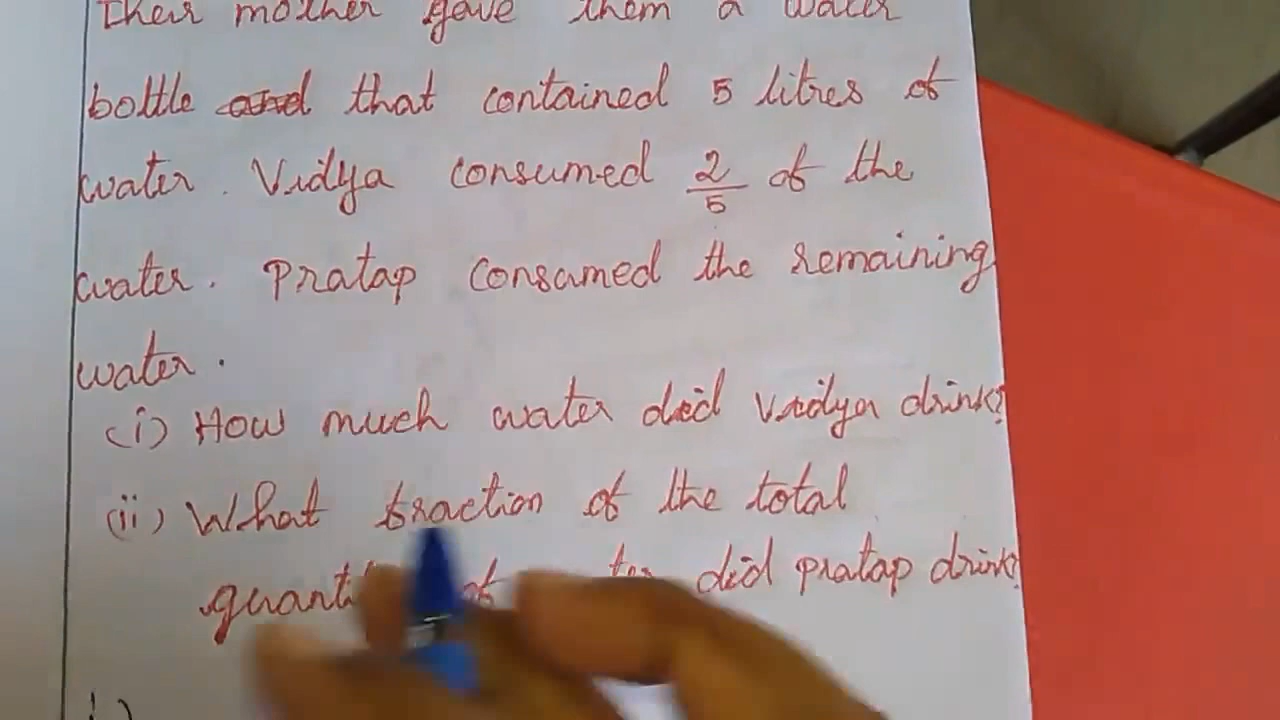 Their mother gave them a water
bottle and that contained 5 litres of
water. Vidya consumed 2/5 of the
water. Pratap consumed the remaining
water.
(i) How much water did Vidya drink?
(ii) What fraction of the total
of did pratap drink?
i)